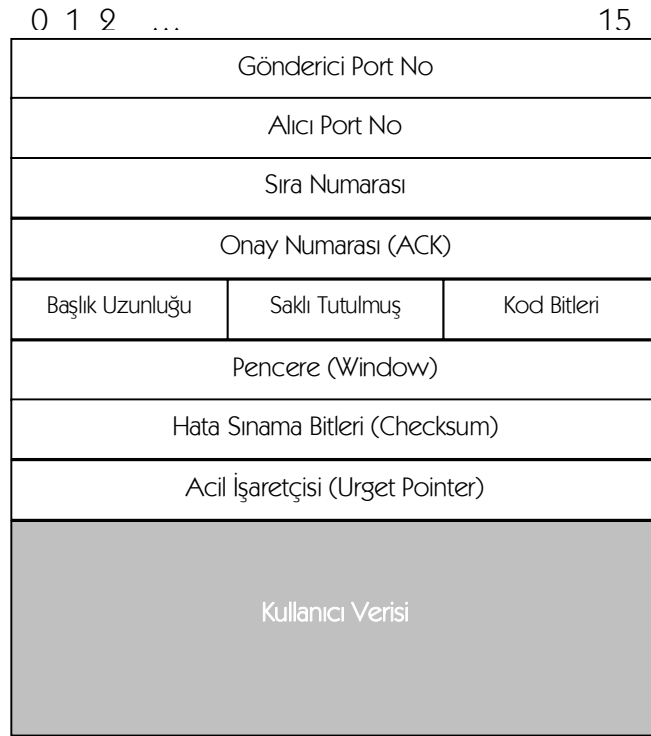 0 1 2 ... 15
Gönderici Port No
Alıcı Port No
Sıra Numarası
Onay Numarası (ACK)
Başlık Uzunluğu Saklı Tutulmuş Kod Bitleri
Pencere (Window)
Hata Sınama Bitleri (Checksum)
Acil İşaretçisi (Urget Pointer)
Kullanıcı Verisi